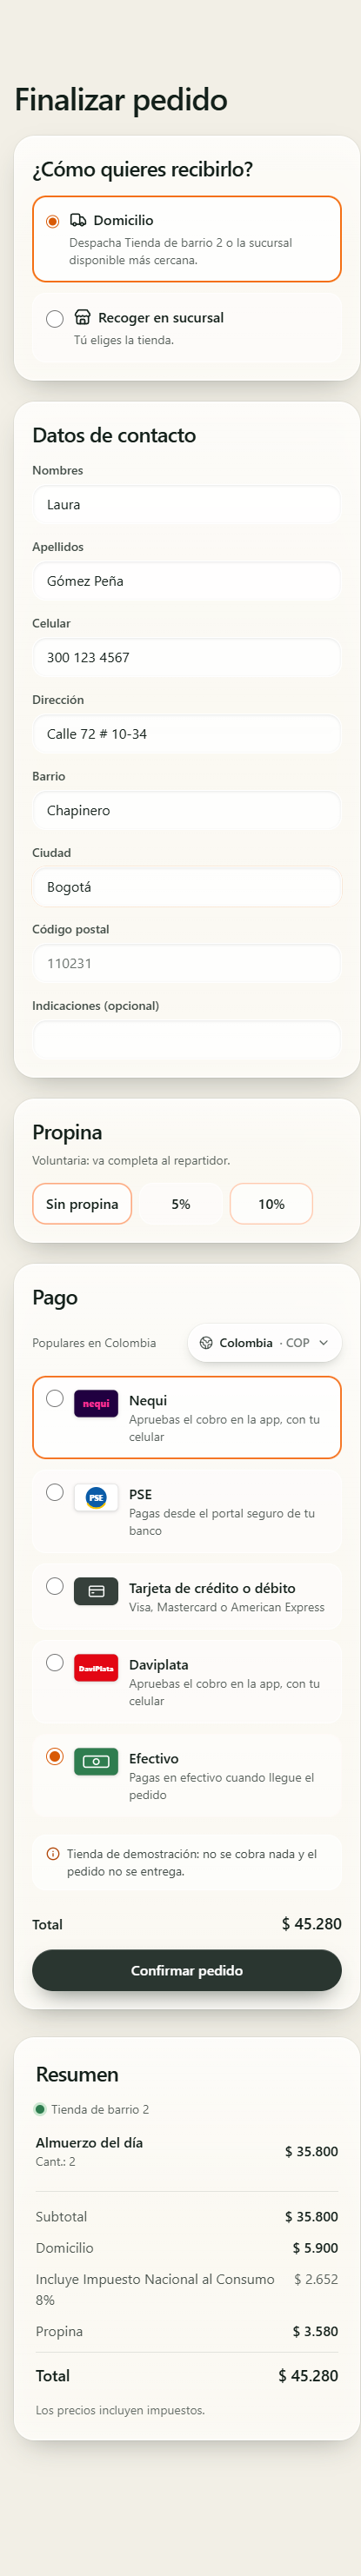 Finalizar pedido
¿Cómo quieres recibirlo?
Domicilio
Despacha Tienda de barrio 2 o la sucursal
disponible más cercana.
Recoger en sucursal
Tú eliges la tienda.
Datos de contacto
Nombres
Laura
Apellidos
Gómez Peña
Celular
300 123 4567
Dirección
Calle 72 # 10-34
Barrio
Chapinero
Ciudad
Bogotá
Código postal
110231
Indicaciones (opcional)
Propina
Voluntaria: va completa al repartidor.
Sin propina 5% 10%
Pago
Populares en Colombia Colombia · COP
nequi Nequi
Apruebas el cobro en la app, con tu
celular
PSE PSE
Pagas desde el portal seguro de tu
banco
Tarjeta de crédito o débito
Visa, Mastercard o American Express
DaviPlata Daviplata
Apruebas el cobro en la app, con tu
celular
Efectivo
Pagas en efectivo cuando llegue el
pedido
Tienda de demostración: no se cobra nada y el
pedido no se entrega.
Total $ 45.280
Confirmar pedido
Resumen
Tienda de barrio 2
Almuerzo del día $ 35.800
Cant.: 2
Subtotal $ 35.800
Domicilio $ 5.900
Incluye Impuesto Nacional al Consumo $ 2.652
8%
Propina $ 3.580
Total $ 45.280
Los precios incluyen impuestos.